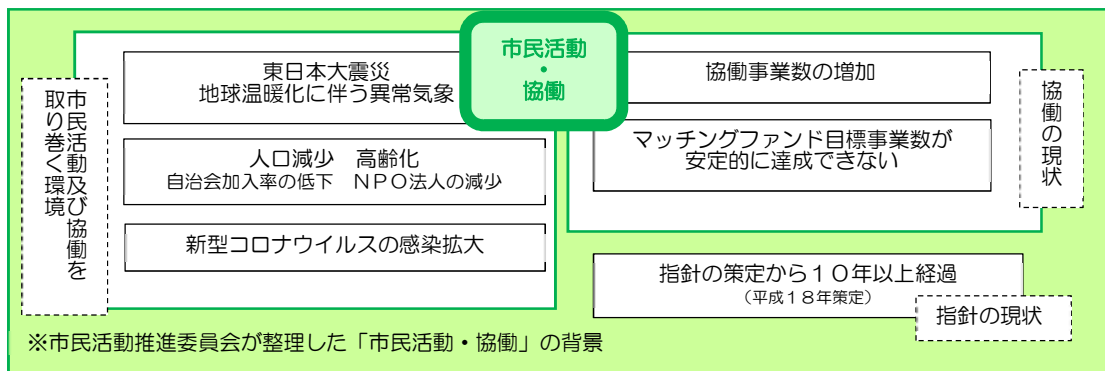 市民活動
・
協働
市民活動及び協働を
取り巻く環境
東日本大震災
地球温暖化に伴う異常気象
人口減少　高齢化
自治会加入率の低下　ＮＰＯ法人の減少
新型コロナウイルスの感染拡大
協働事業数の増加
マッチングファンド目標事業数が
安定的に達成できない
協働の現状
指針の策定から１０年以上経過
（平成１８年策定）
指針の現状
※市民活動推進委員会が整理した「市民活動・協働」の背景